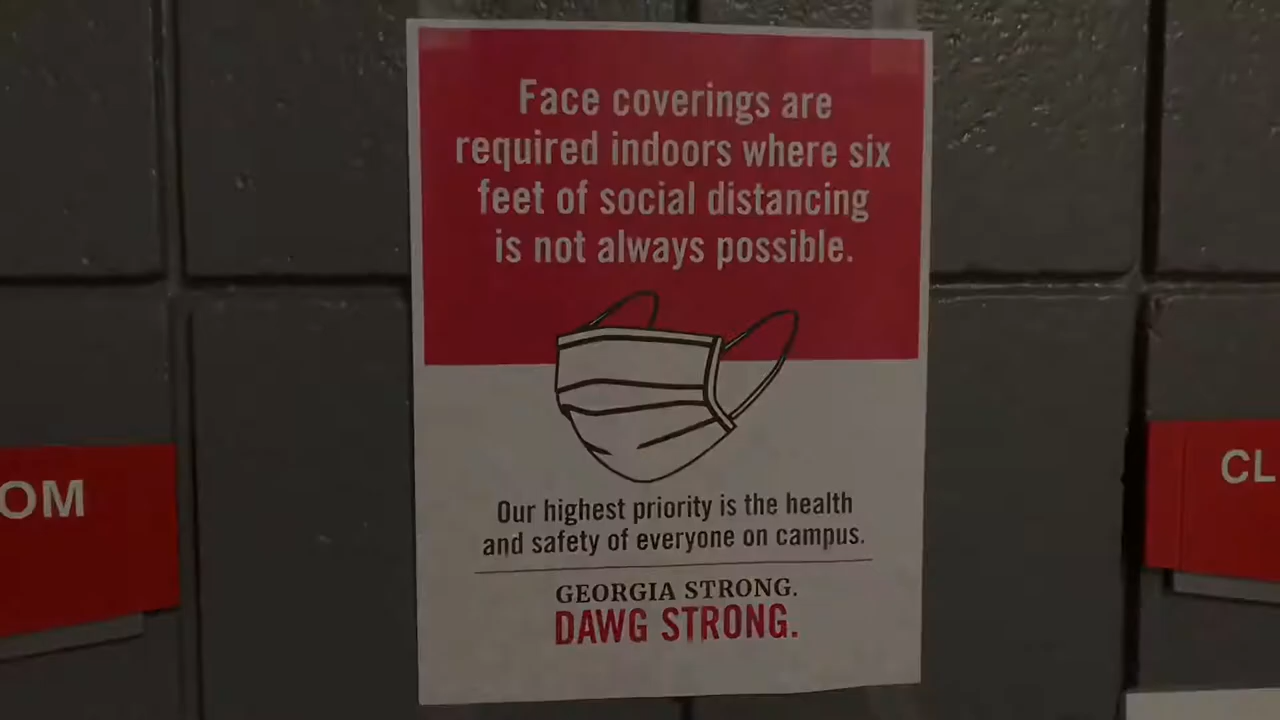 Face coverings are
required indoors where six
feet of social distancing
is not always possible.
Our highest priority is the health
and safety of everyone on campus.
GEORGIA STRONG.
DAWG STRONG.
OM
CL